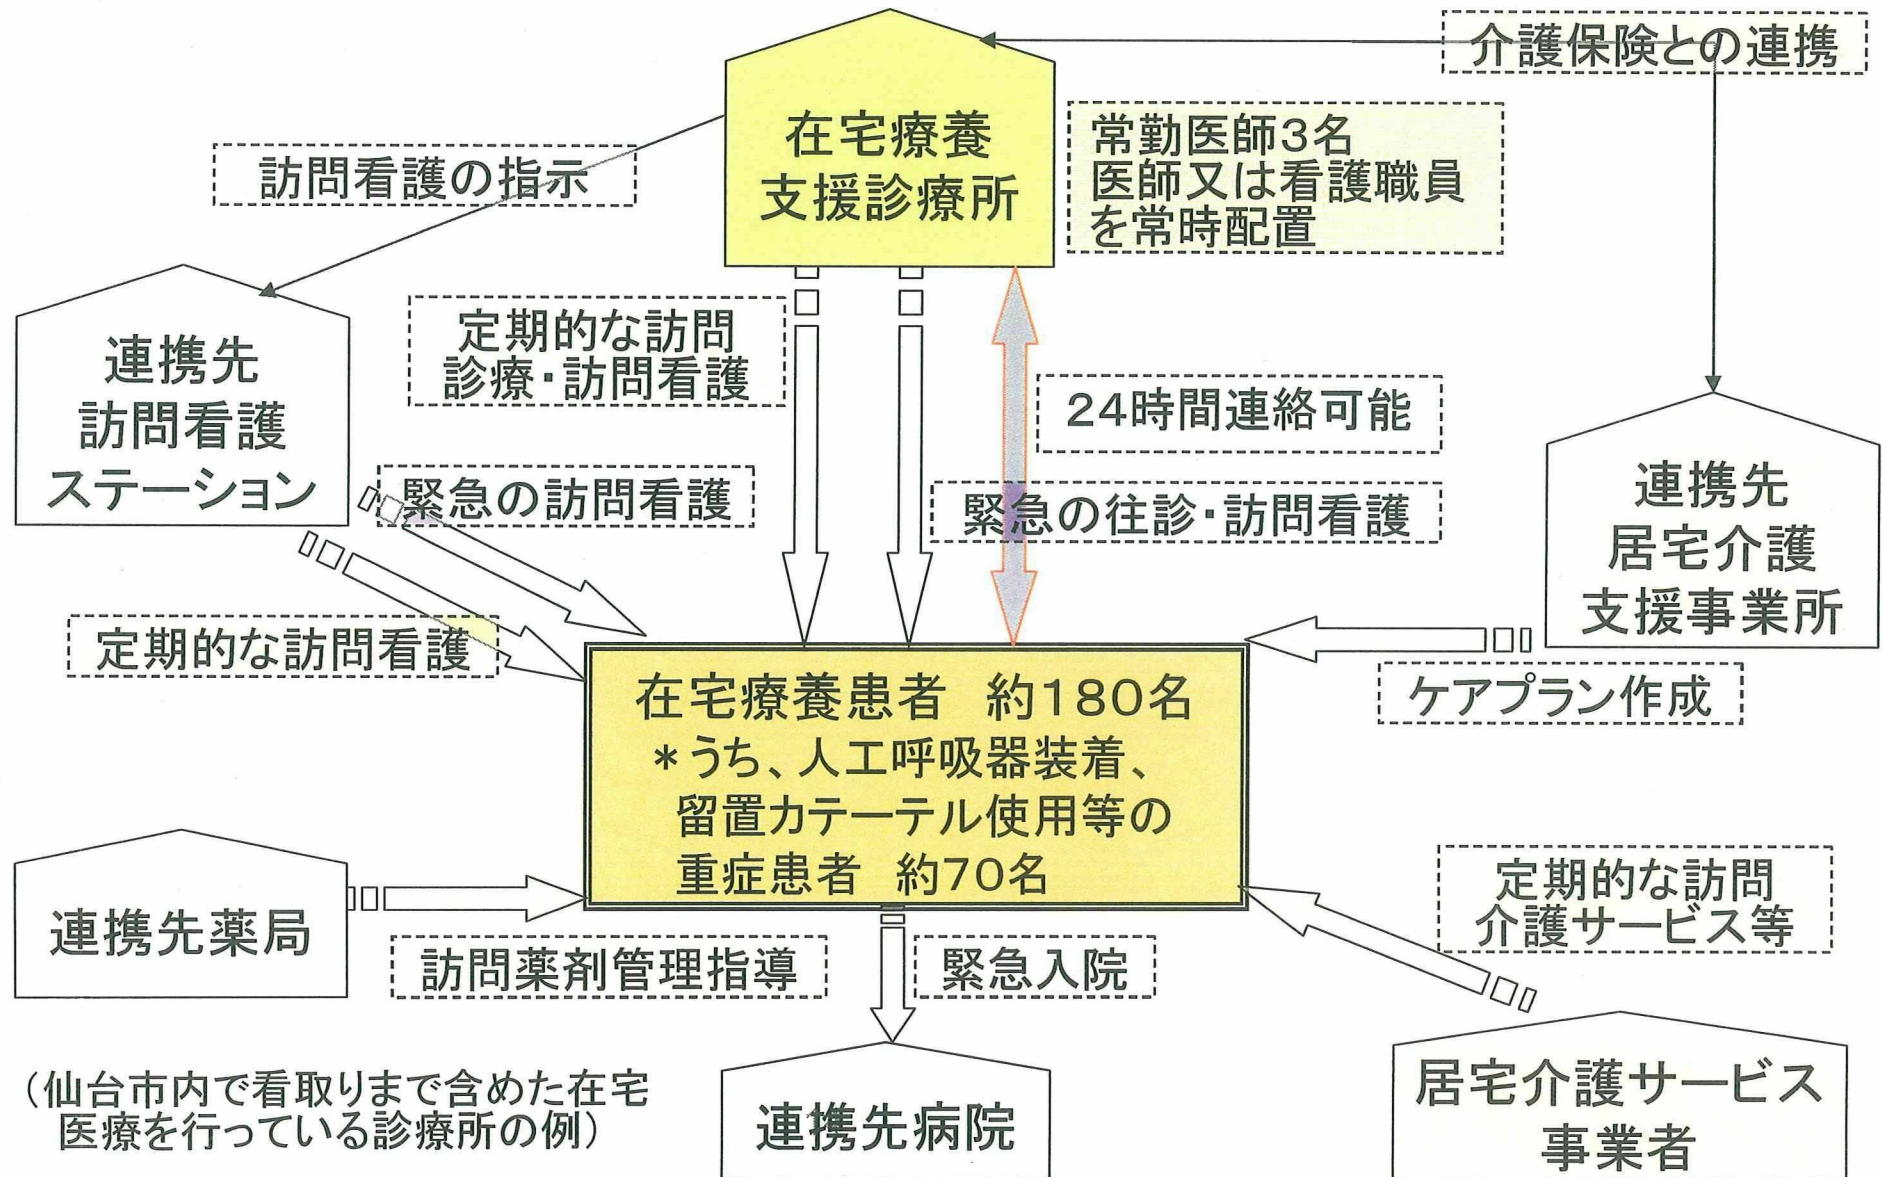 介護保険との連携
在宅療養
支援診療所
常勤医師3名
医師又は看護職員
を常時配置
訪問看護の指示
連携先
訪問看護
ステーション
定期的な訪問
診療・訪問看護
24時間連絡可能
緊急の訪問看護
緊急の往診・訪問看護
連携先
居宅介護
支援事業所
定期的な訪問看護
ケアプラン作成
在宅療養患者 約180名
*うち、人工呼吸器装着、
留置カテーテル使用等の
重症患者 約70名
連携先薬局
訪問薬剤管理指導
緊急入院
定期的な訪問
介護サービス等
(仙台市内で看取りまで含めた在宅
医療を行っている診療所の例)
連携先病院
居宅介護サービス
事業者